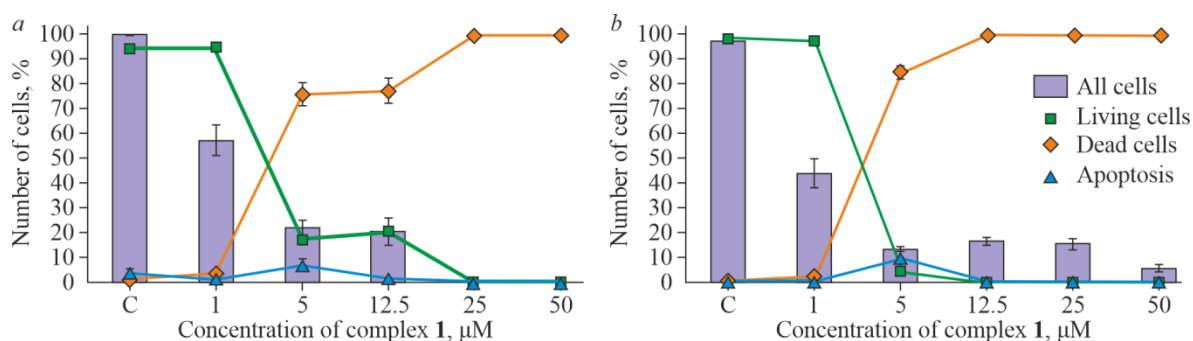 a
Number of cells, %
100
90
80
70
60
50
40
30
20
10
0
C 1 5 12.5 25 50
Concentration of complex 1, μM
b
Number of cells, %
100
90
80
70
60
50
40
30
20
10
0
C 1 5 12.5 25 50
Concentration of complex 1, μM
All cells
Living cells
Dead cells
Apoptosis